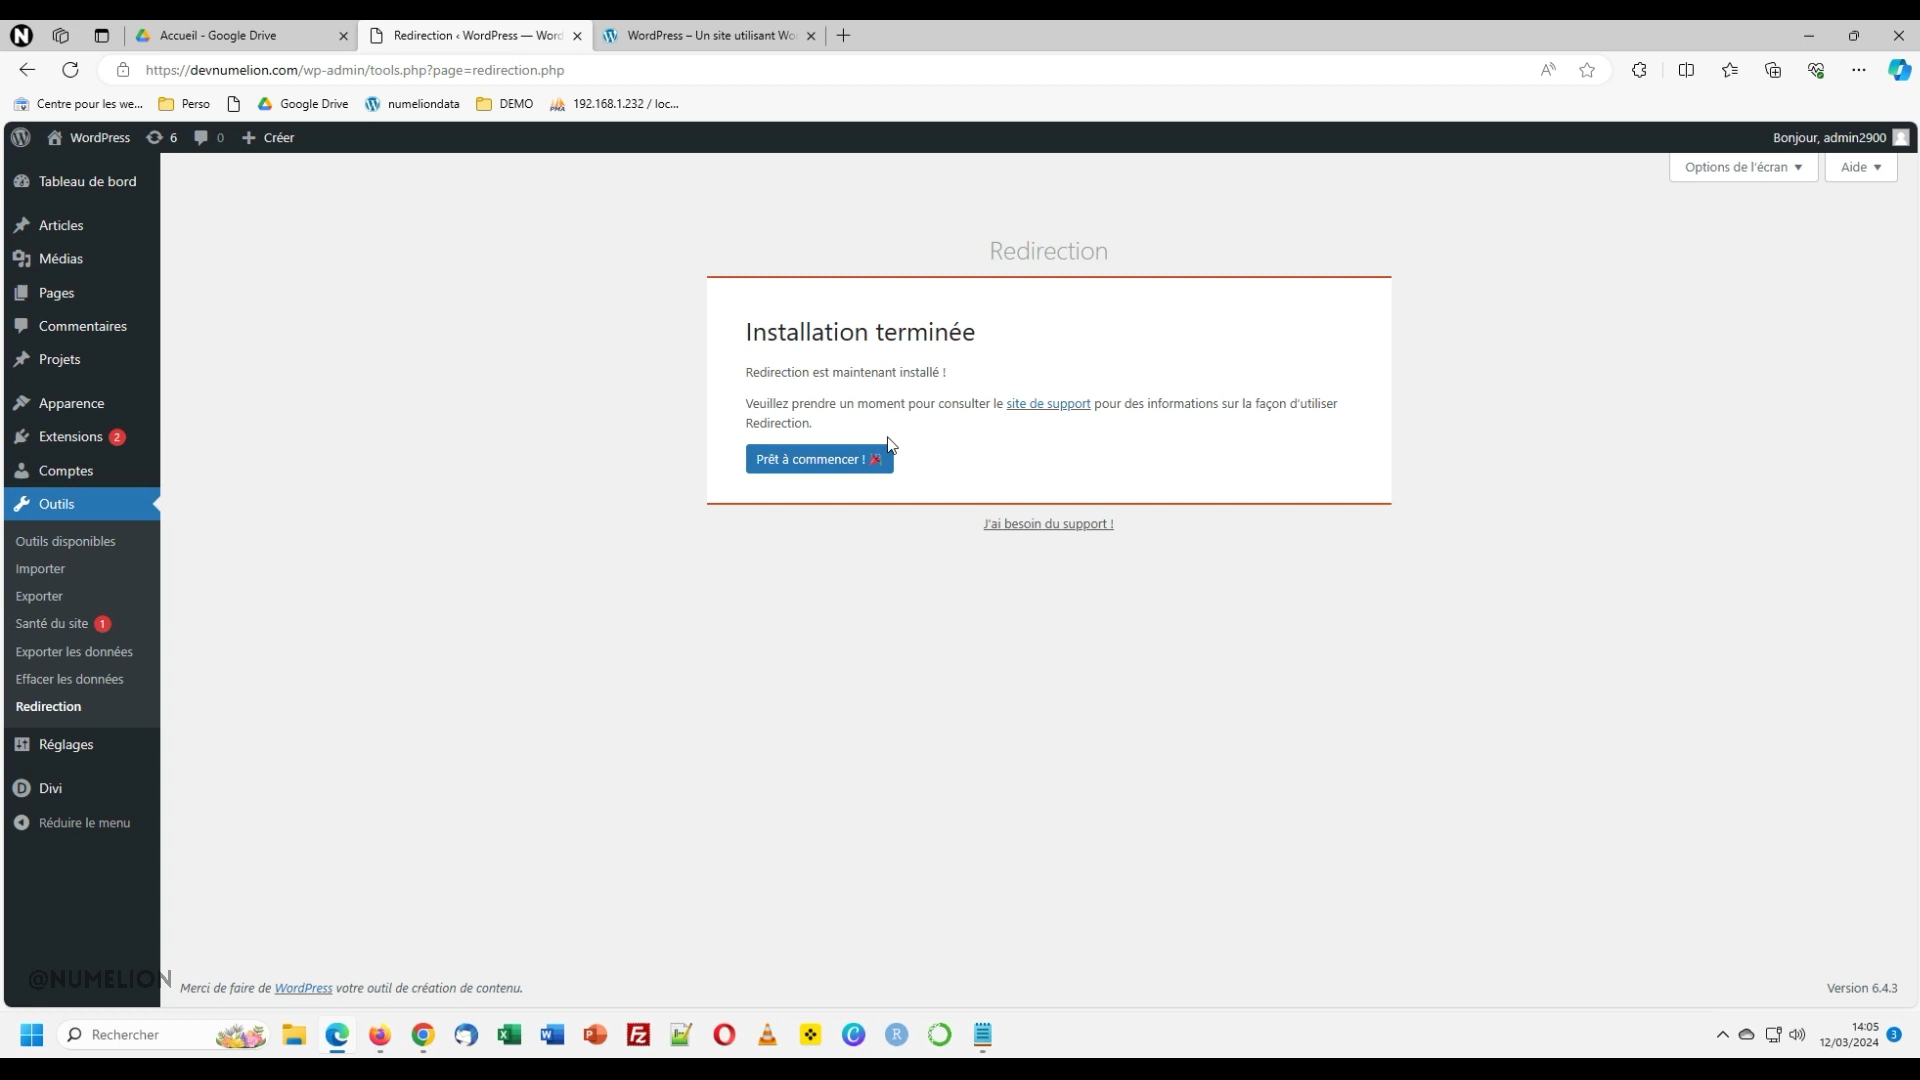 N
Accueil - Google Drive
Redirection ‹ WordPress — Word
WordPress – Un site utilisant Wo
https://devnumelion.com/wp-admin/tools.php?page=redirection.php
Centre pour les we...
Perso
Google Drive
numeliondata
DEMO
192.168.1.232 / loc...
WordPress
6
0
Créer
Bonjour, admin2900
Options de l'écran
Aide
Tableau de bord
Articles
Médias
Pages
Commentaires
Projets
Apparence
Extensions 2
Comptes
Outils
Outils disponibles
Importer
Exporter
Santé du site 1
Exporter les données
Effacer les données
Redirection
Réglages
Divi
Réduire le menu
Redirection
Installation terminée
Redirection est maintenant installé !
Veuillez prendre un moment pour consulter le site de support pour des informations sur la façon d'utiliser
Redirection.
Prêt à commencer !
J'ai besoin du support !
@NUMELION
Merci de faire de WordPress votre outil de création de contenu.
Version 6.4.3
Rechercher
14:05
12/03/2024
3